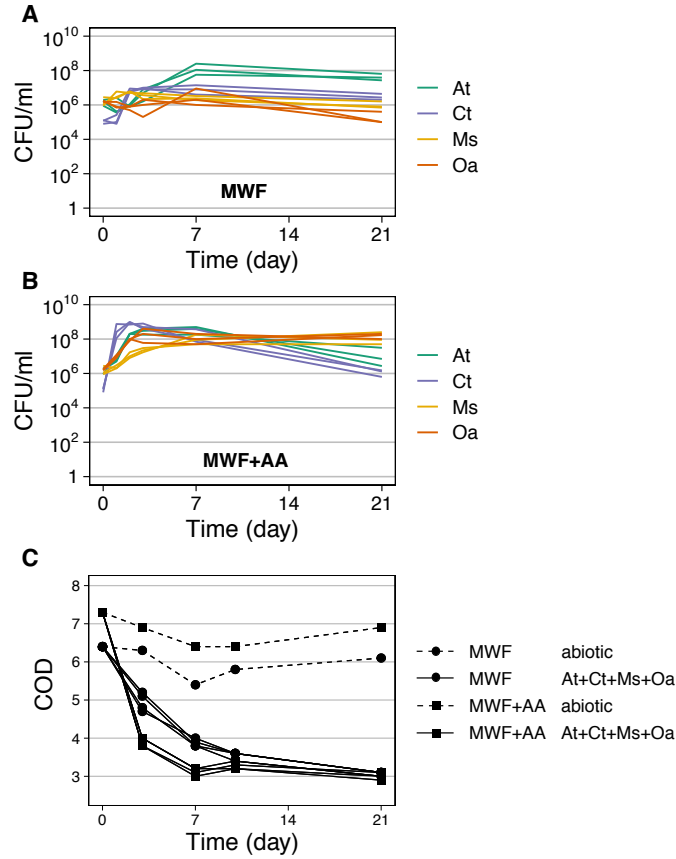 A
CFU/ml
10^10
10^8
10^6
10^4
10^2
1
MWF
0 7 14 21
Time (day)
At
Ct
Ms
Oa
B
CFU/ml
10^10
10^8
10^6
10^4
10^2
1
MWF+AA
0 7 14 21
Time (day)
At
Ct
Ms
Oa
C
COD
8
7
6
5
4
3
0 7 14 21
Time (day)
MWF abiotic
MWF At+Ct+Ms+Oa
MWF+AA abiotic
MWF+AA At+Ct+Ms+Oa